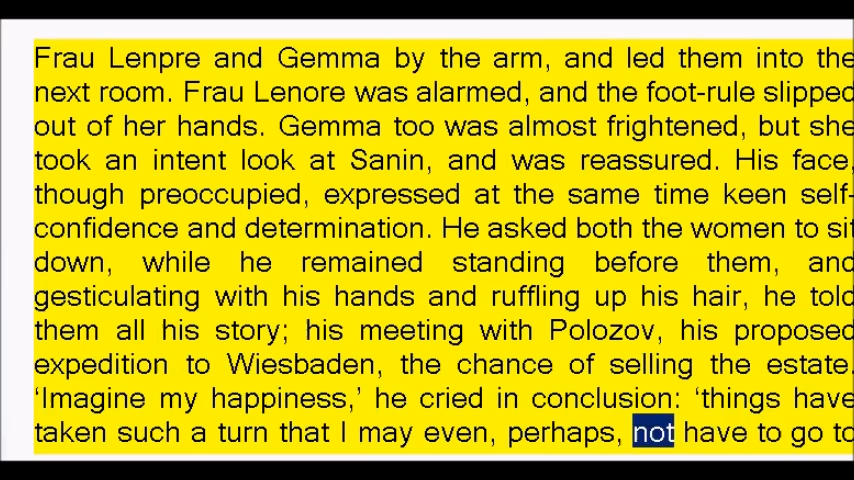 Frau Lenpre and Gemma by the arm, and led them into the
next room. Frau Lenore was alarmed, and the foot-rule slipped
out of her hands. Gemma too was almost frightened, but she
took an intent look at Sanin, and was reassured. His face,
though preoccupied, expressed at the same time keen self-
confidence and determination. He asked both the women to sit
down, while he remained standing before them, and
gesticulating with his hands and ruffling up his hair, he told
them all his story; his meeting with Polozov, his proposed
expedition to Wiesbaden, the chance of selling the estate.
‘Imagine my happiness,’ he cried in conclusion: ‘things have
taken such a turn that I may even, perhaps, not have to go to